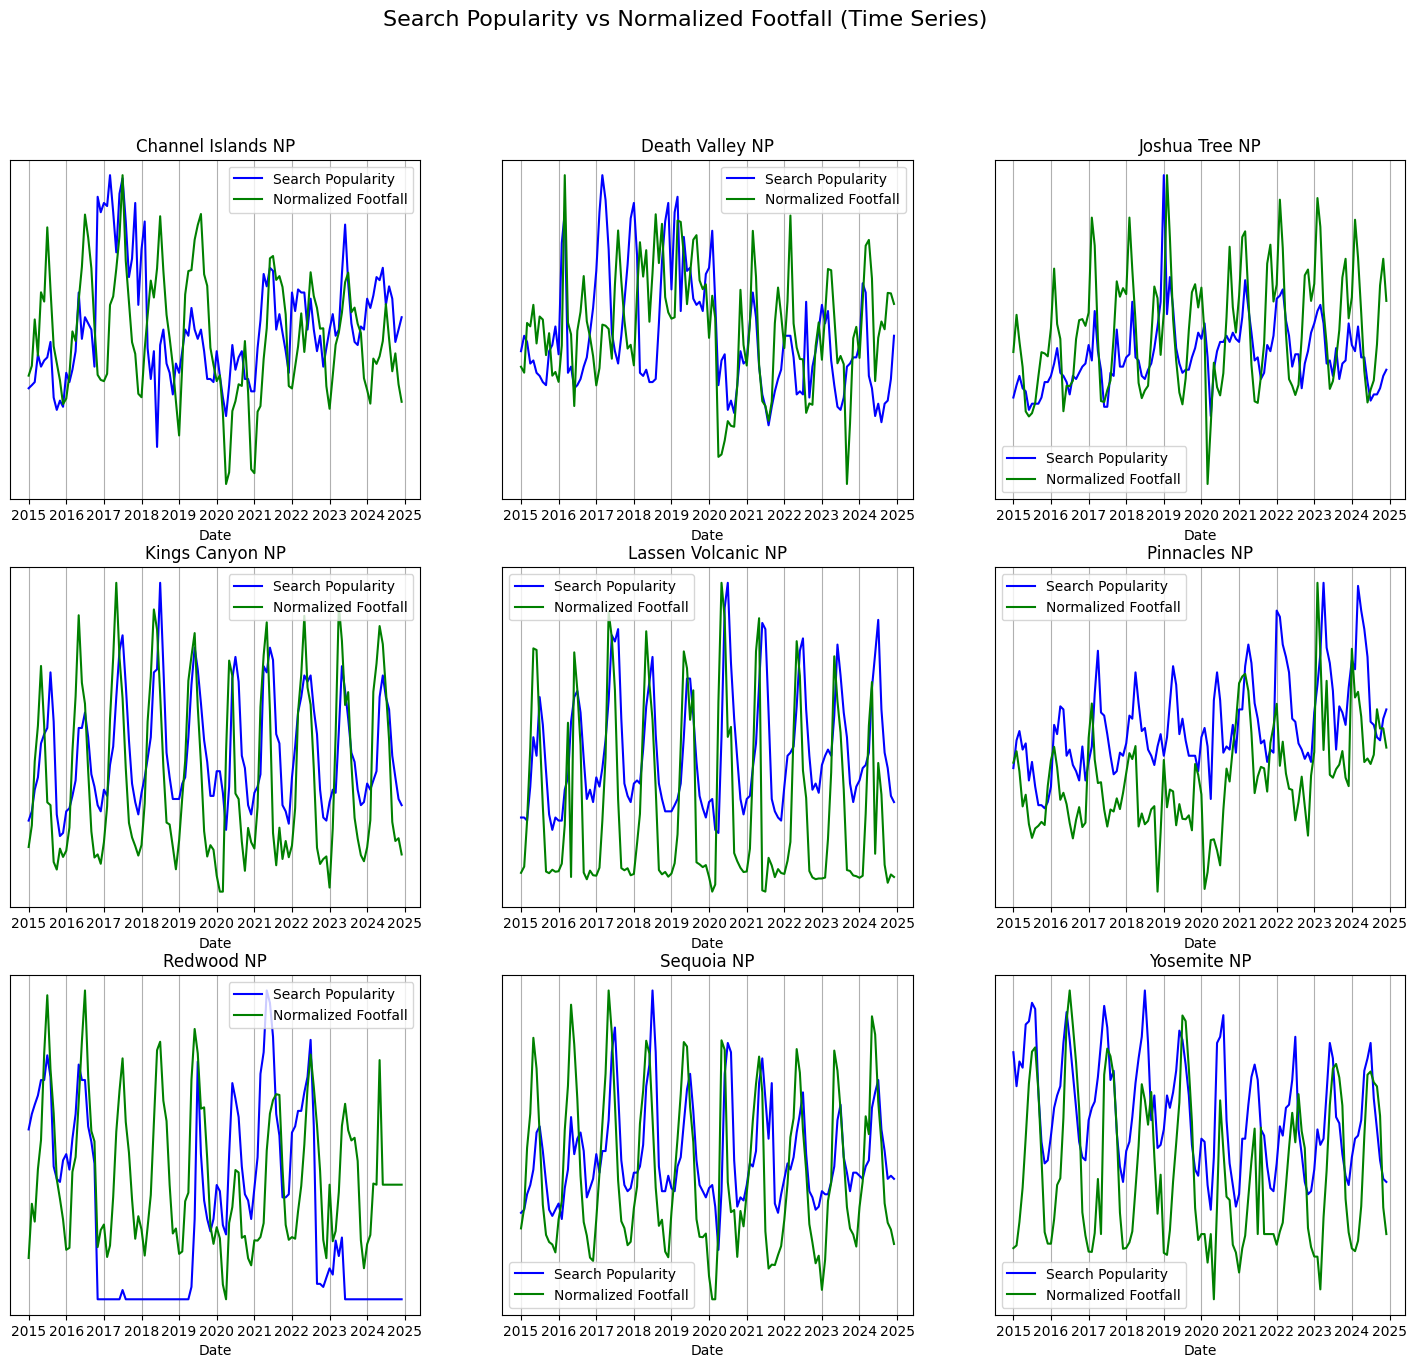 Search Popularity vs Normalized Footfall (Time Series)
Channel Islands NP
Search Popularity
Normalized Footfall
2015 2016 2017 2018 2019 2020 2021 2022 2023 2024 2025
Date
Death Valley NP
Search Popularity
Normalized Footfall
2015 2016 2017 2018 2019 2020 2021 2022 2023 2024 2025
Date
Joshua Tree NP
Search Popularity
Normalized Footfall
2015 2016 2017 2018 2019 2020 2021 2022 2023 2024 2025
Date
Kings Canyon NP
Search Popularity
Normalized Footfall
2015 2016 2017 2018 2019 2020 2021 2022 2023 2024 2025
Date
Lassen Volcanic NP
Search Popularity
Normalized Footfall
2015 2016 2017 2018 2019 2020 2021 2022 2023 2024 2025
Date
Pinnacles NP
Search Popularity
Normalized Footfall
2015 2016 2017 2018 2019 2020 2021 2022 2023 2024 2025
Date
Redwood NP
Search Popularity
Normalized Footfall
2015 2016 2017 2018 2019 2020 2021 2022 2023 2024 2025
Date
Sequoia NP
Search Popularity
Normalized Footfall
2015 2016 2017 2018 2019 2020 2021 2022 2023 2024 2025
Date
Yosemite NP
Search Popularity
Normalized Footfall
2015 2016 2017 2018 2019 2020 2021 2022 2023 2024 2025
Date